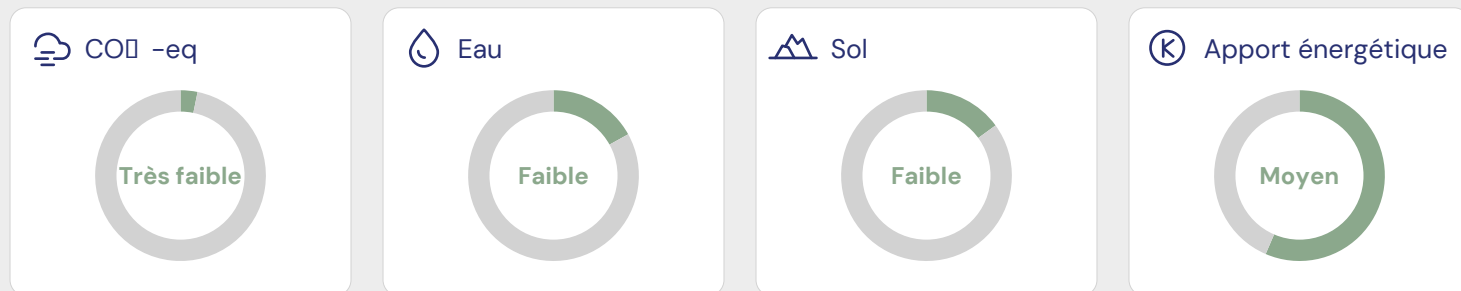 CO▯ -eq
Très faible
Eau
Faible
Sol
Faible
Apport énergétique
Moyen